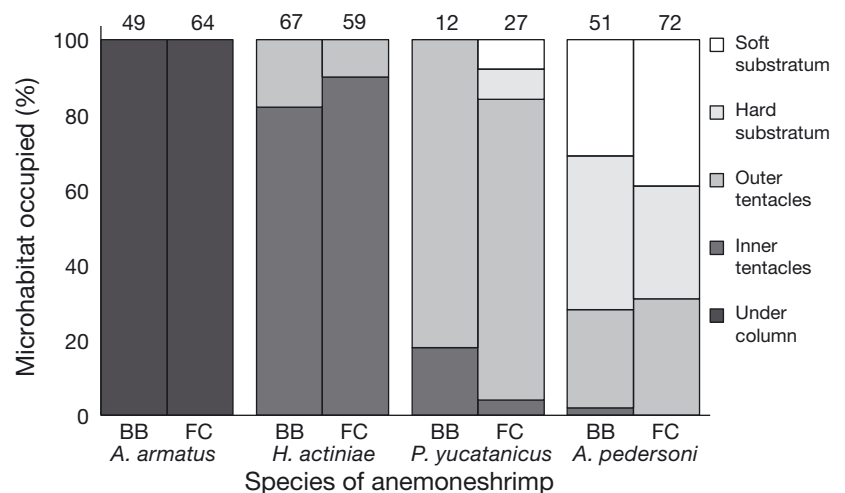 49 64 67 59 12 27 51 72
100
80
60
40
20
0
Microhabitat occupied (%)
Soft
substratum
Hard
substratum
Outer
tentacles
Inner
tentacles
Under
column
BB FC BB FC BB FC BB FC
A. armatus H. actiniae P. yucatanicus A. pedersoni
Species of anemoneshrimp